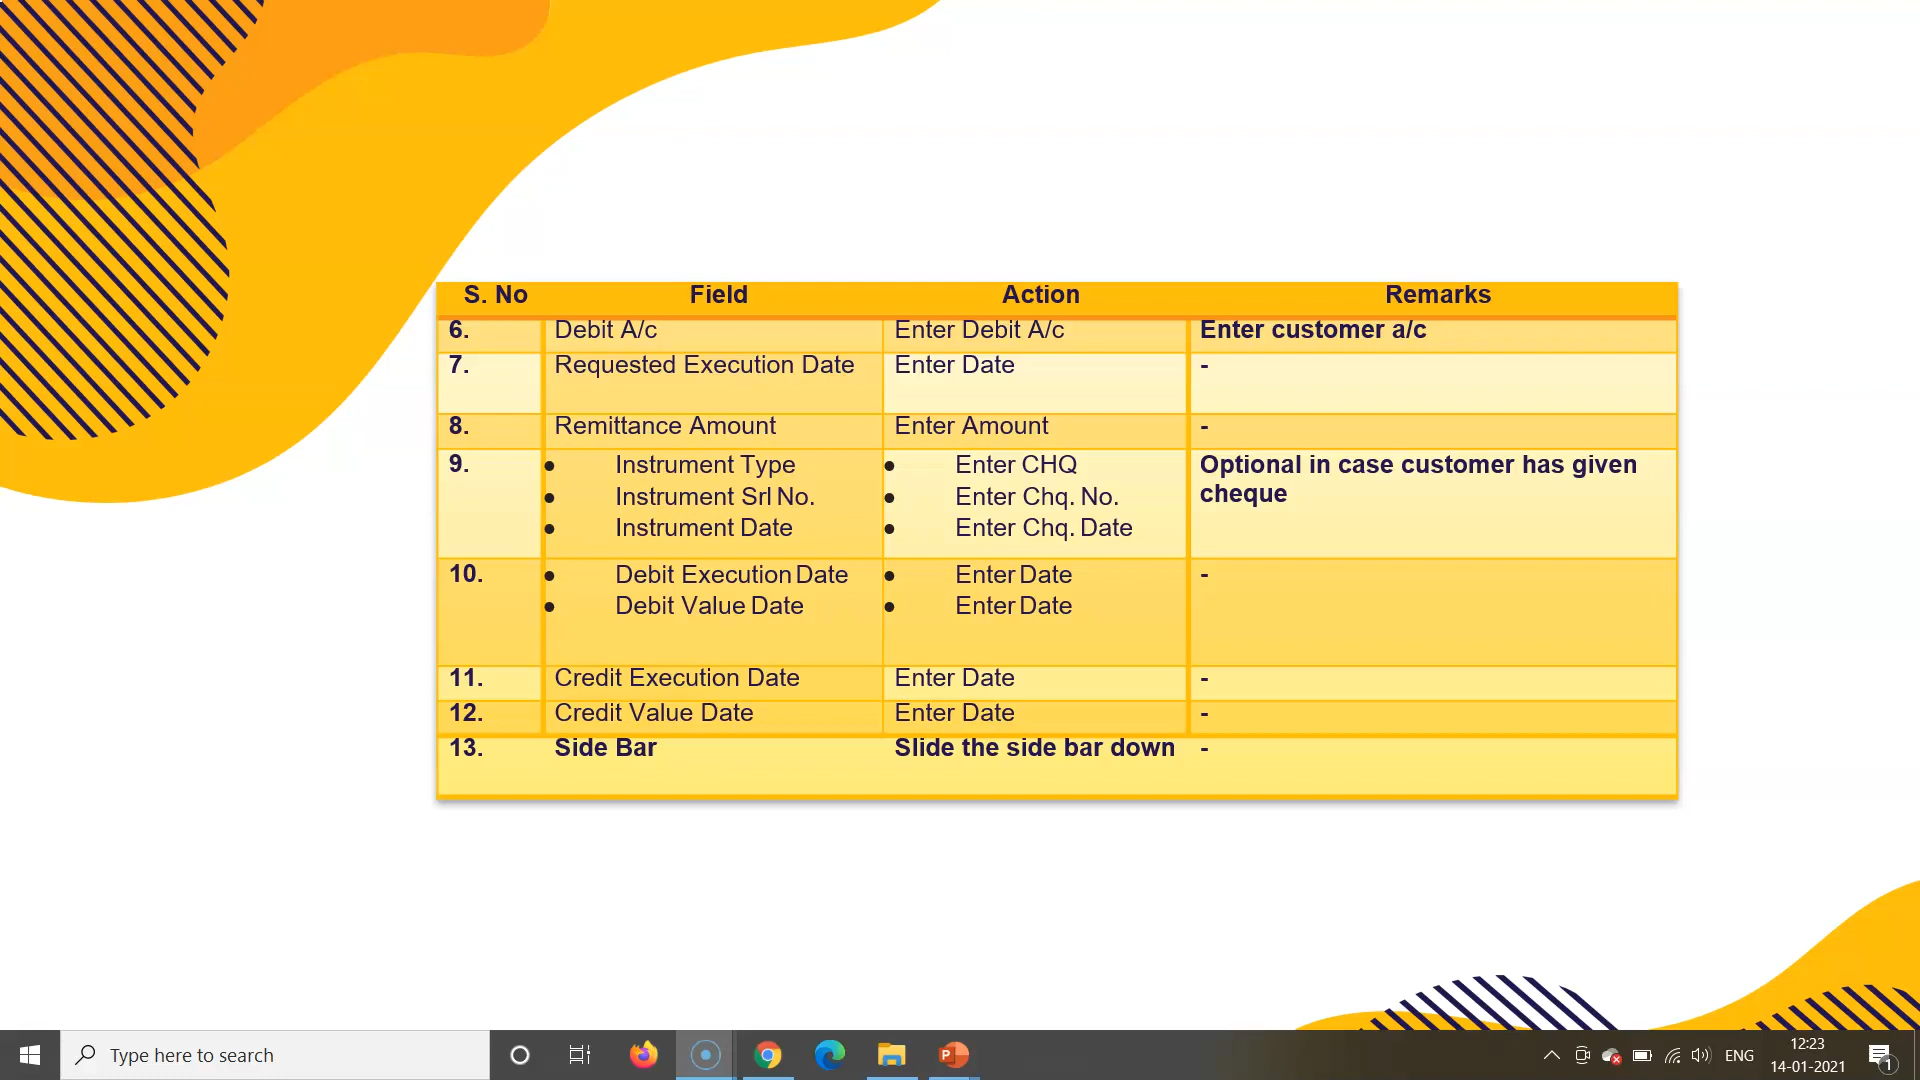 S. No Field Action Remarks
6. Debit A/c Enter Debit A/c Enter customer a/c
7. Requested Execution Date Enter Date -
8. Remittance Amount Enter Amount -
9. • Instrument Type • Enter CHQ Optional in case customer has given
• Instrument Srl No. • Enter Chq. No. cheque
• Instrument Date • Enter Chq. Date
10. • Debit Execution Date • Enter Date -
• Debit Value Date • Enter Date
11. Credit Execution Date Enter Date -
12. Credit Value Date Enter Date -
13. Side Bar Slide the side bar down -
Type here to search
P
ENG
12:23
14-01-2021
1